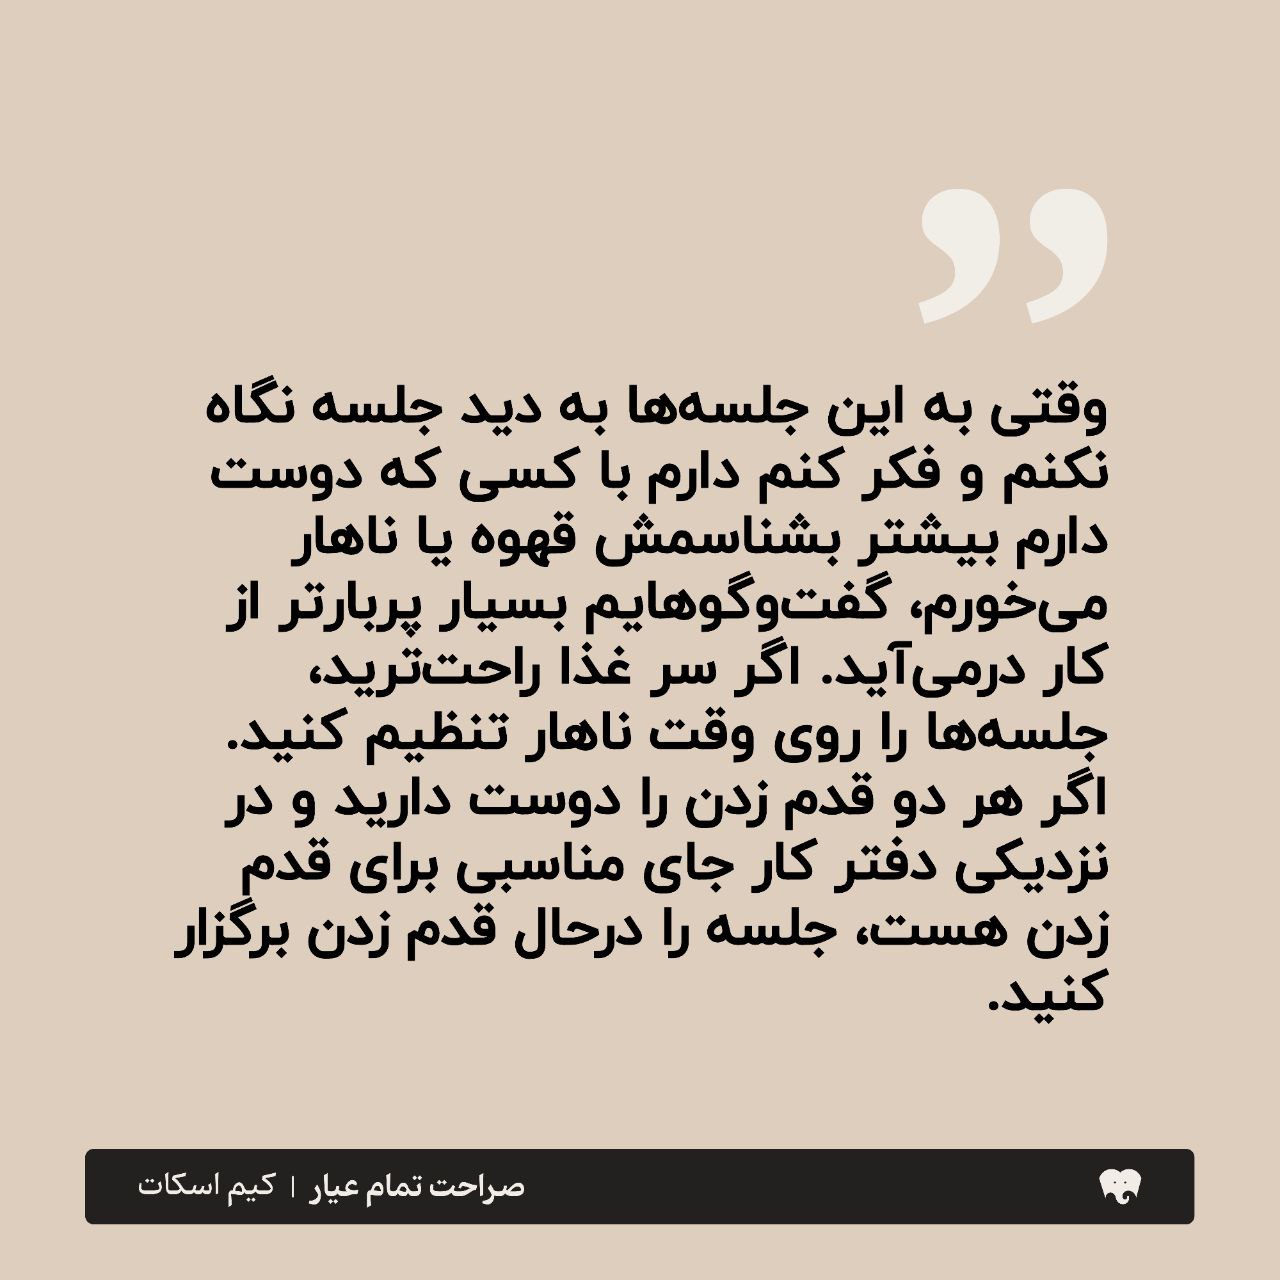 وقتی به این جلسه‌ها به دید جلسه نگاه
نکنم و فکر کنم دارم با کسی که دوست
دارم بیشتر بشناسمش قهوه یا ناهار
می‌خورم، گفت‌وگوهایم بسیار پربارتر از
کار درمی‌آید. اگر سر غذا راحت‌ترید،
جلسه‌ها را روی وقت ناهار تنظیم کنید.
اگر هر دو قدم زدن را دوست دارید و در
نزدیکی دفتر کار جای مناسبی برای قدم
زدن هست، جلسه را درحال قدم زدن برگزار
کنید.
صراحت تمام عیار | کیم اسکات